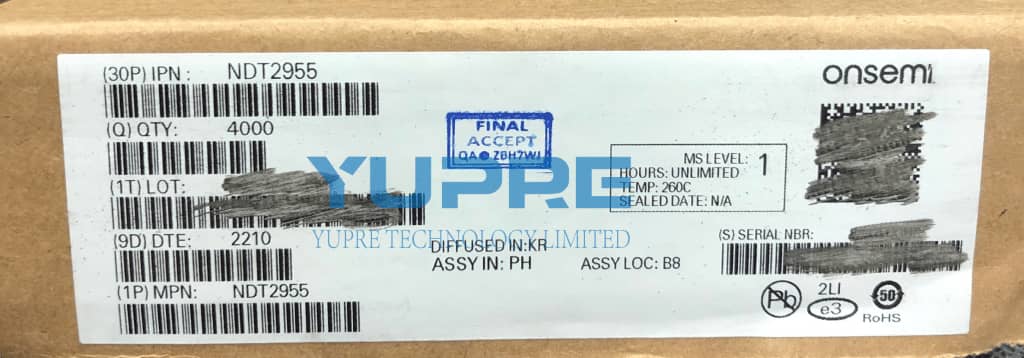 (30P) IPN : NDT2955
onsemi
(Q) QTY: 4000
FINAL
ACCEPT
QA ZBH7WJ
MS LEVEL: 1
HOURS: UNLIMITED
TEMP: 260C
SEALED DATE: N/A
(1T) LOT:
YUPRE
YUPRE TECHNOLOGY LIMITED
(9D) DTE: 2210
DIFFUSED IN:KR
ASSY IN: PH
ASSY LOC: B8
(S) SERIAL NBR:
(1P) MPN: NDT2955
Pb
2LI
e3
50
RoHS